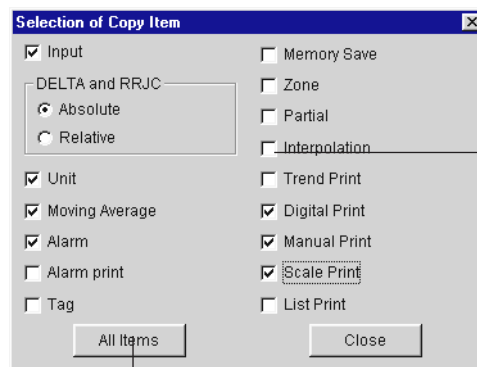 Selection of Copy Item
Input
DELTA and RRJC
Absolute
Relative
Unit
Moving Average
Alarm
Alarm print
Tag
Memory Save
Zone
Partial
Interpolation
Trend Print
Digital Print
Manual Print
Scale Print
List Print
All Items
Close